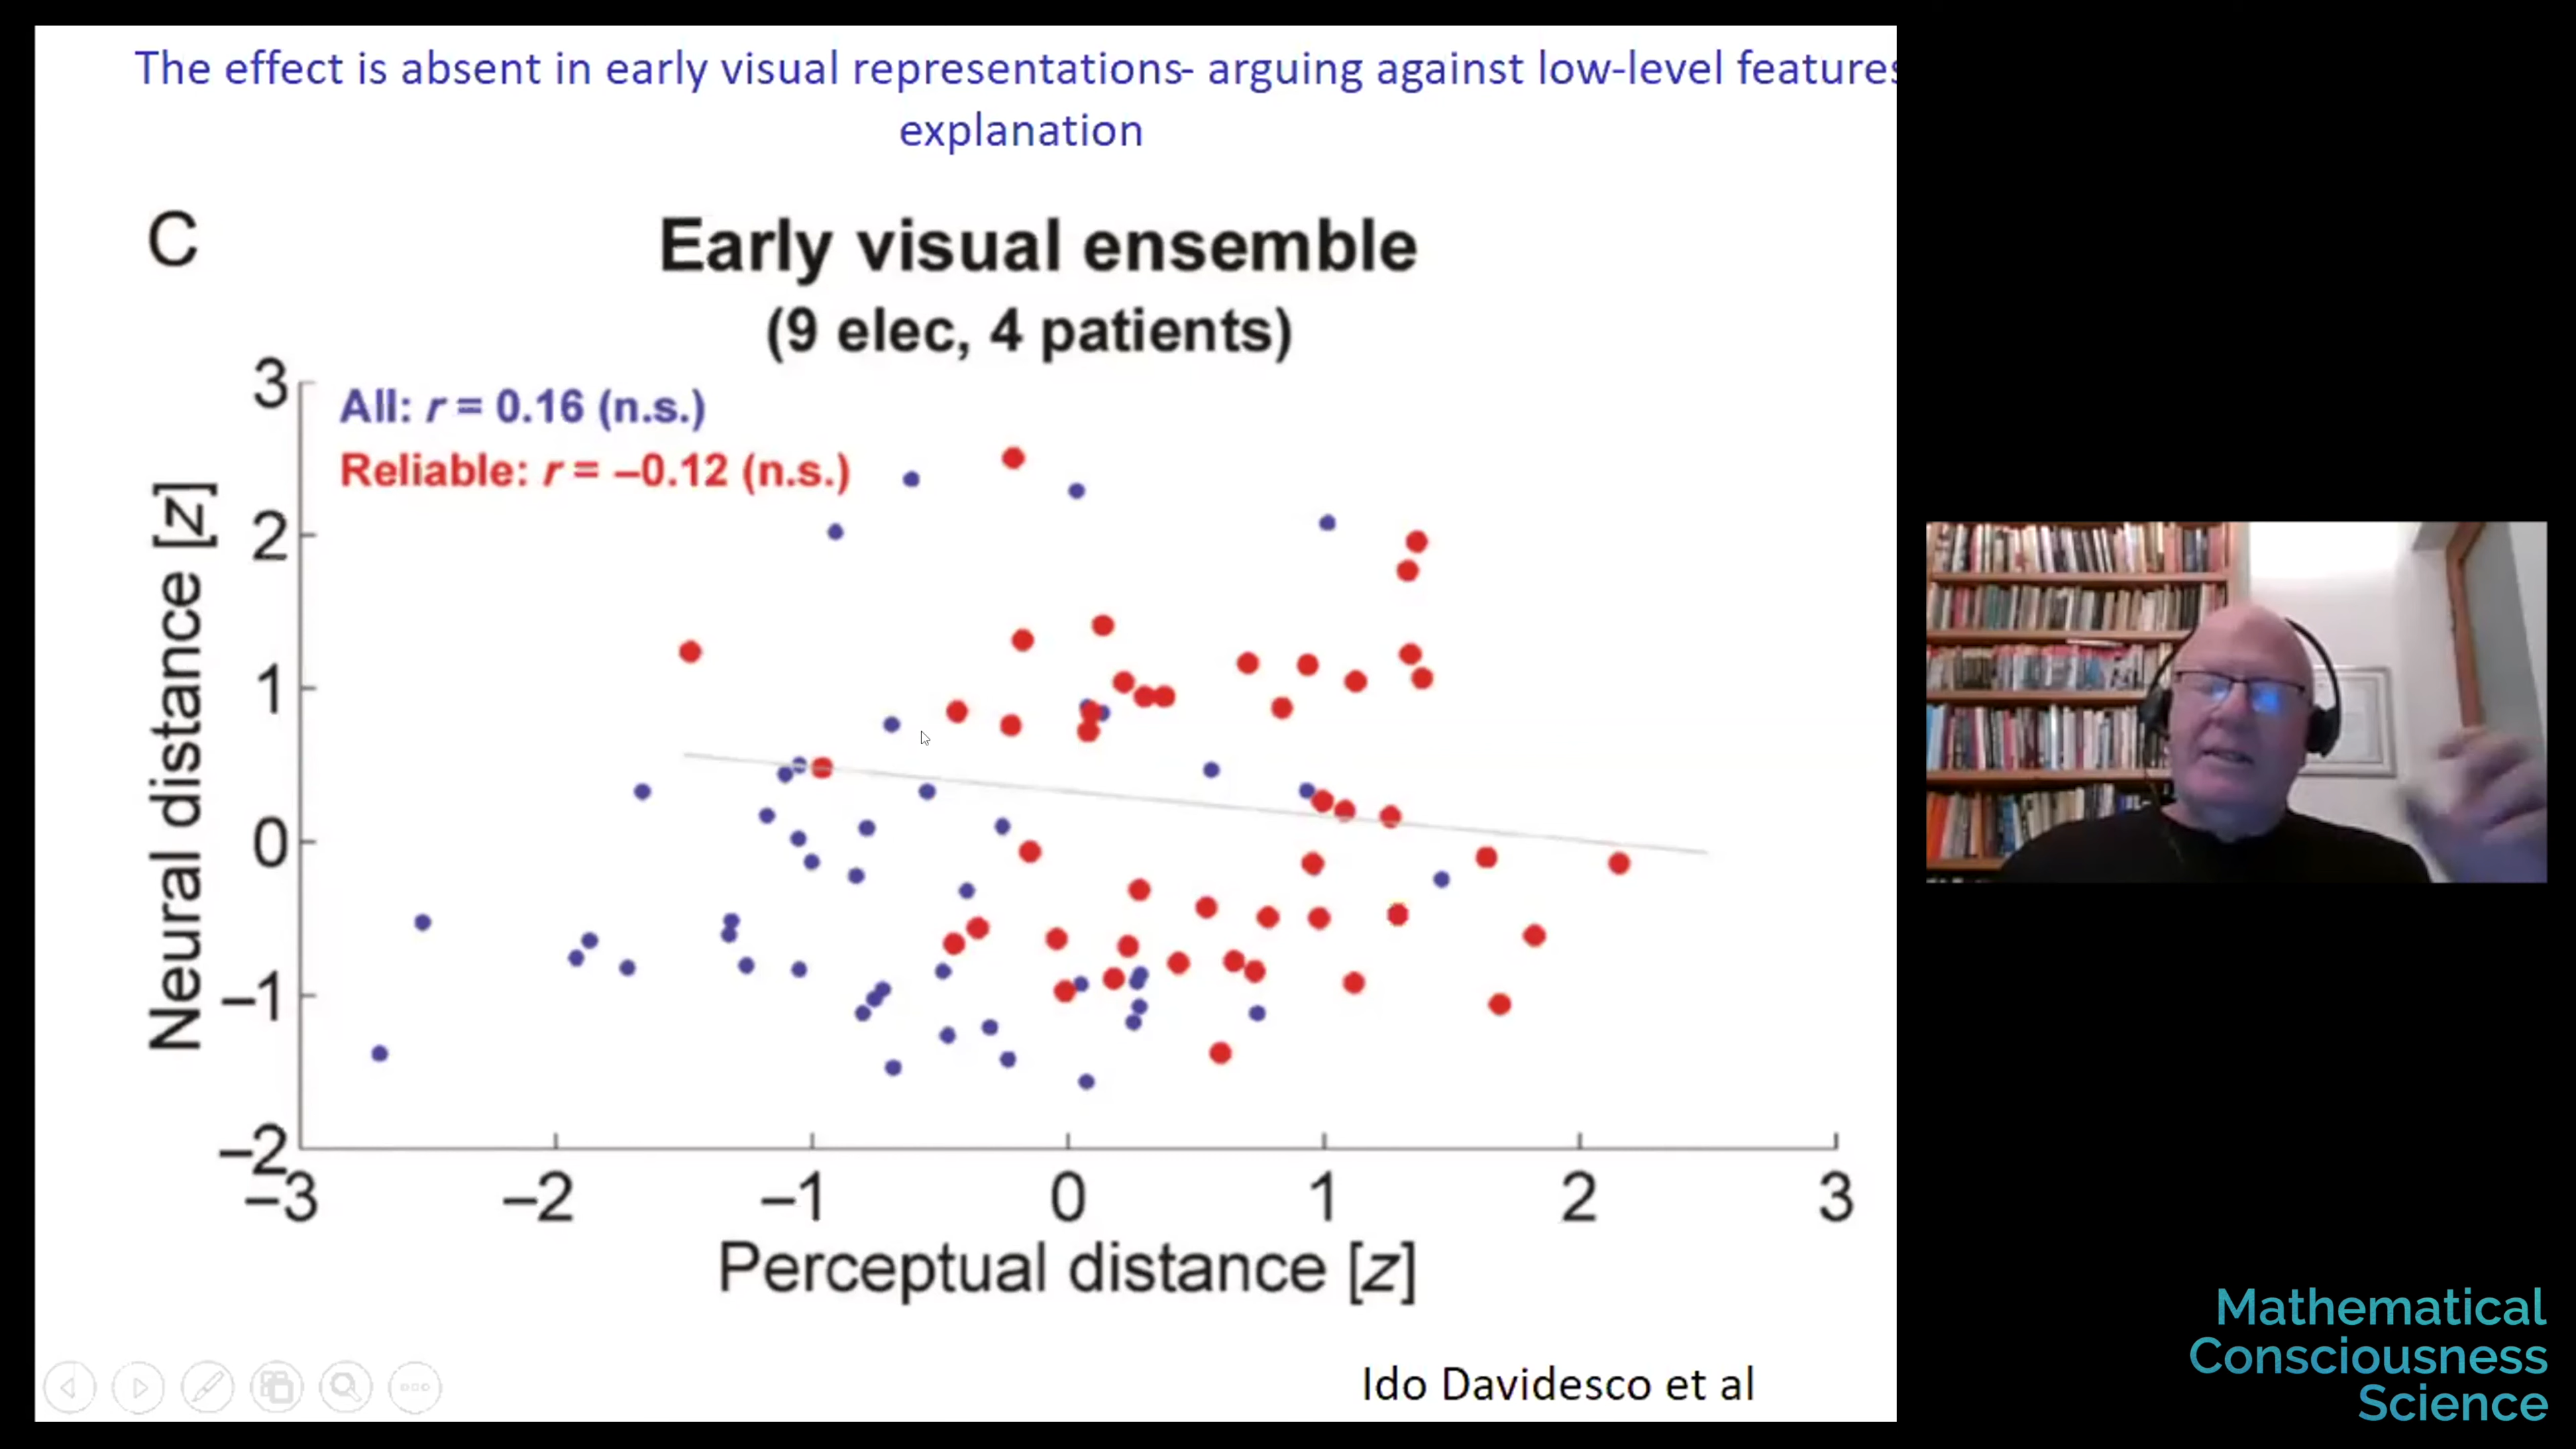 The effect is absent in early visual representations- arguing against low-level features
explanation
C
Early visual ensemble
(9 elec, 4 patients)
All: r = 0.16 (n.s.)
Reliable: r = –0.12 (n.s.)
Neural distance [z]
3
2
1
0
–1
–2
–3
–2
–1
0
1
2
3
Perceptual distance [z]
Ido Davidesco et al
Mathematical
Consciousness
Science